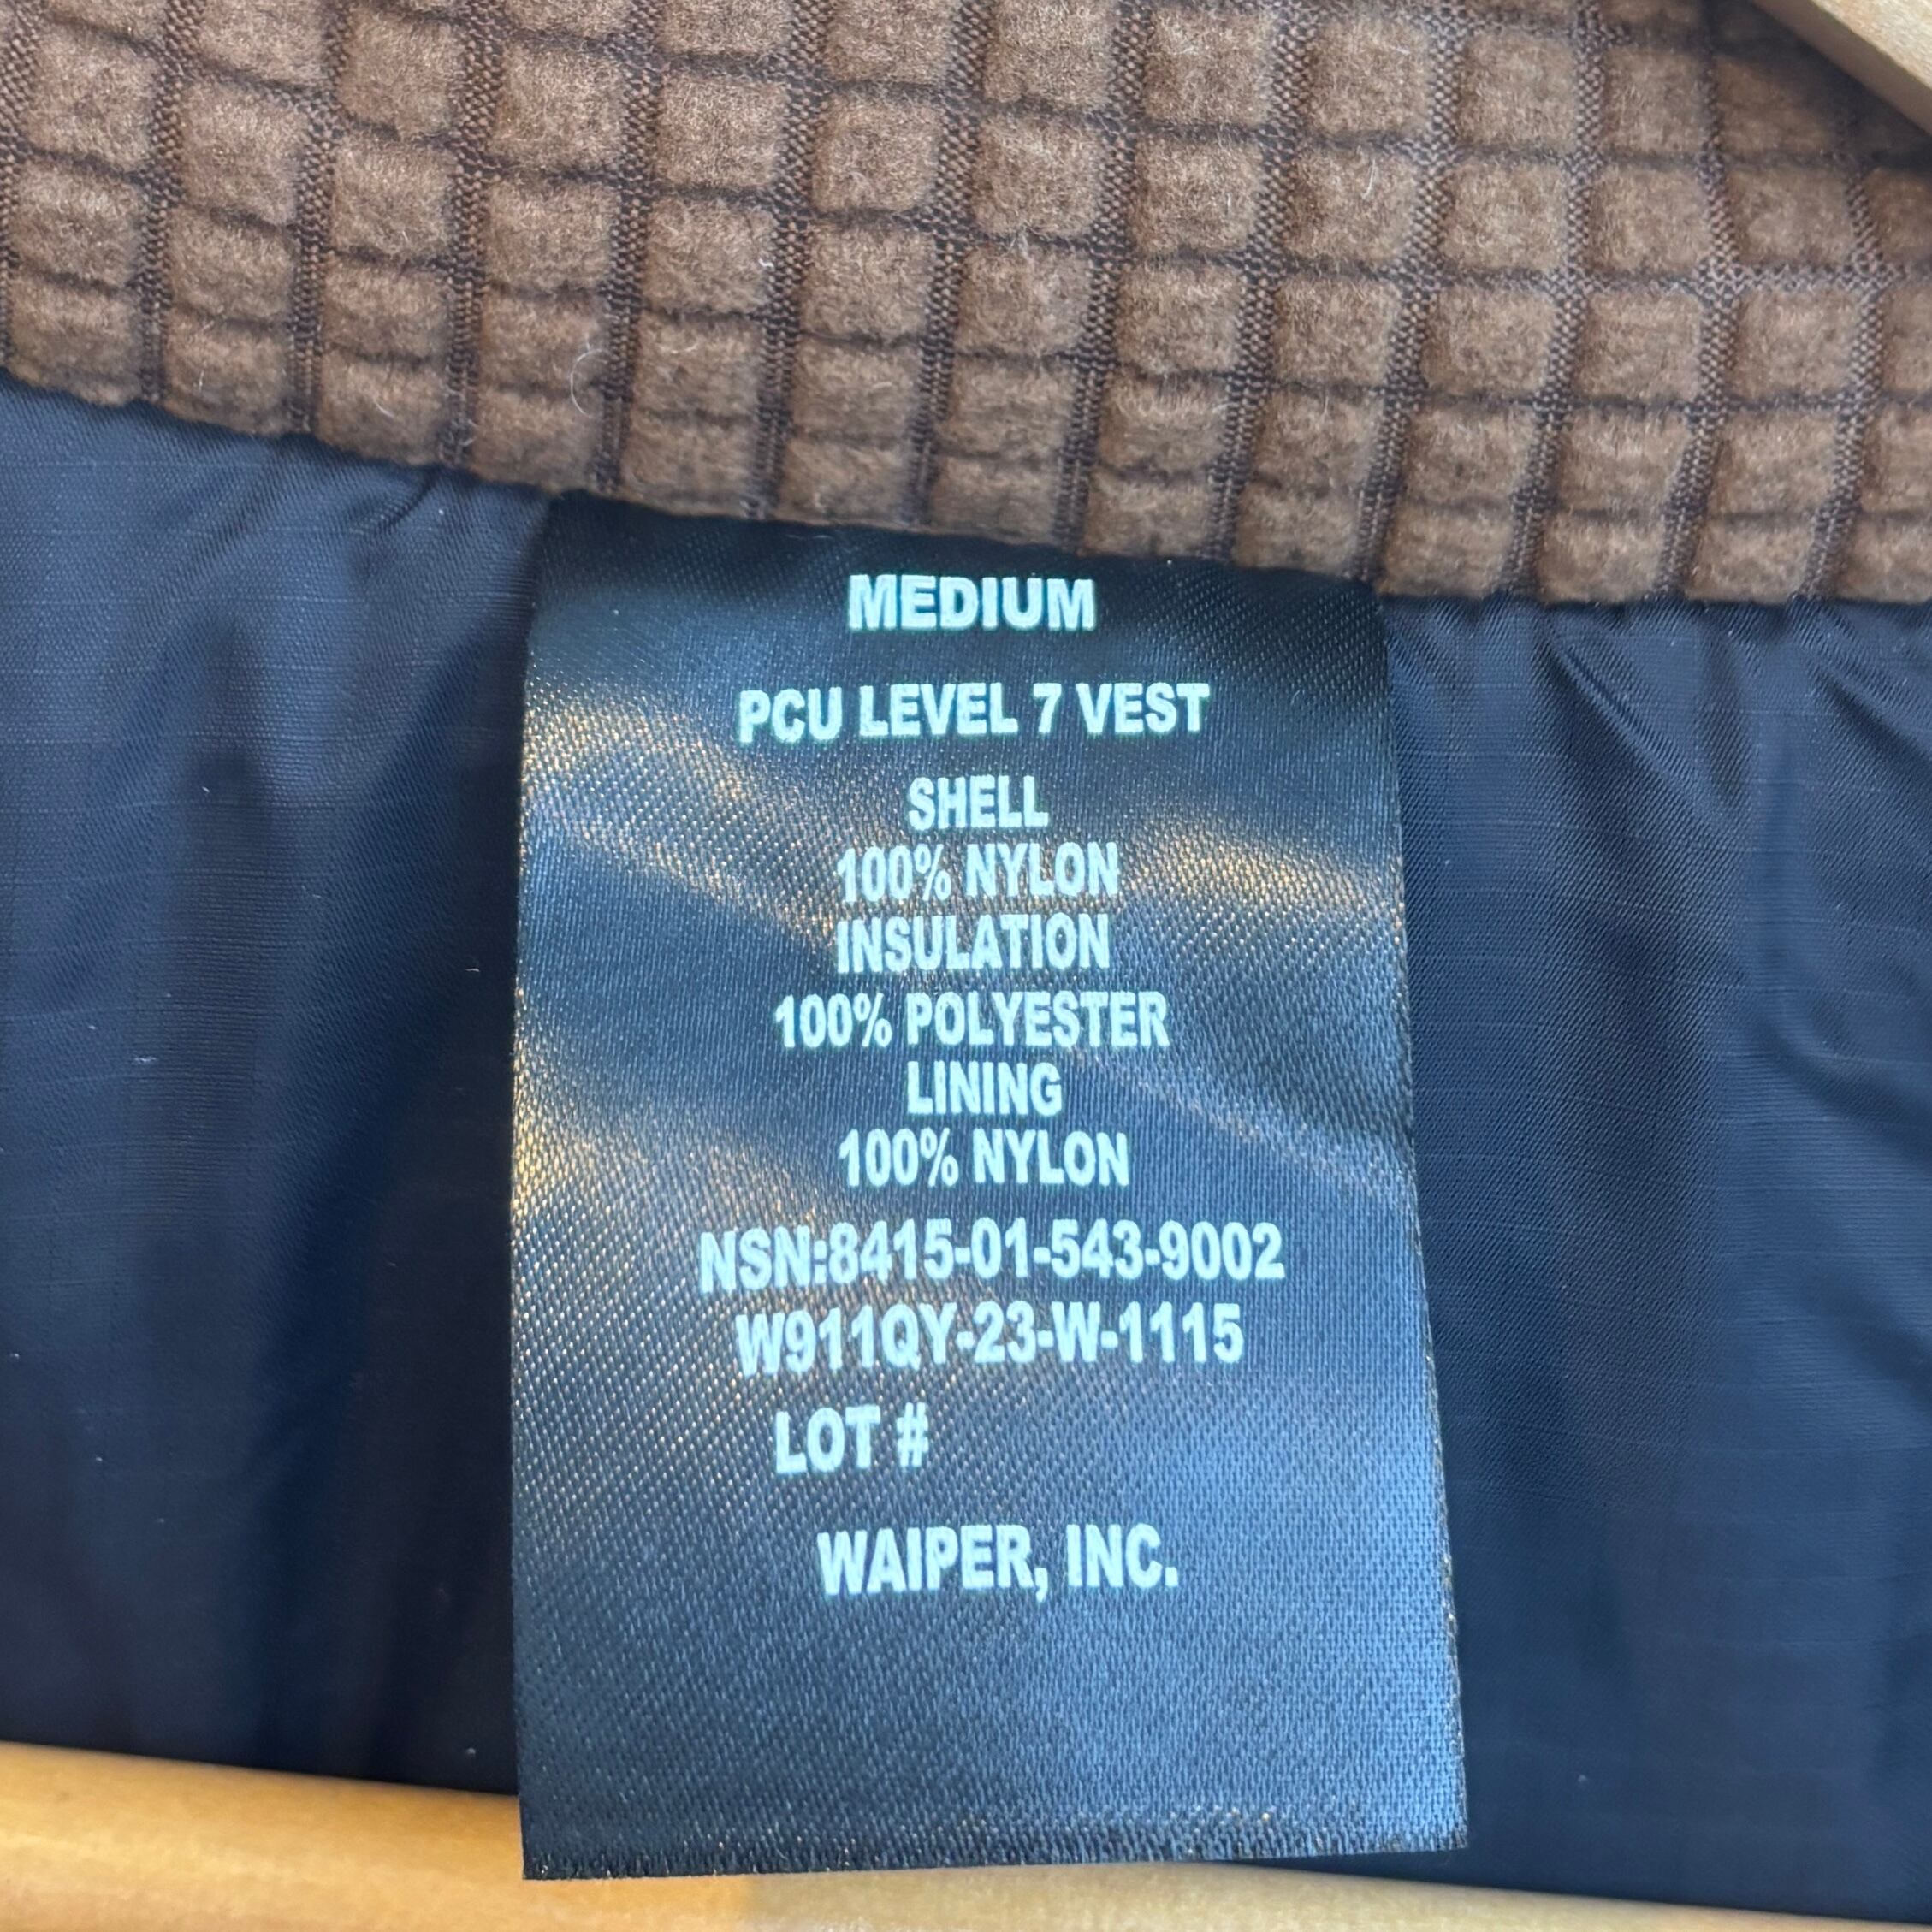 MEDIUM
PCU LEVEL 7 VEST
SHELL
100% NYLON
INSULATION
100% POLYESTER
LINING
100% NYLON
NSN:8415-01-543-9002
W911QY-23-W-1115
LOT #
WAIPER, INC.